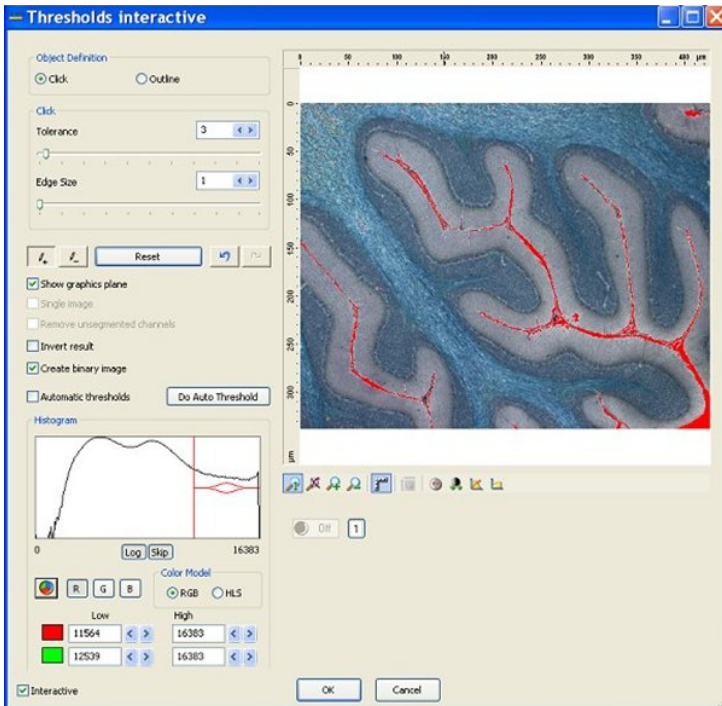 Thresholds interactive
Object Definition
Click
Outline
Click
Tolerance
3
Edge Size
1
Reset
Show graphics plane
Single image
Remove unsegmented channels
Invert result
Create binary image
Automatic thresholds
Do Auto Threshold
Histogram
0
Log
Skip
16383
R
G
B
Color Model
RGB
HLS
Low
High
11564
16383
12539
16383
Interactive
0 50 100 150 200 250 300 350 400 µm
0
50
100
150
200
250
300
µm
Off
1
OK
Cancel